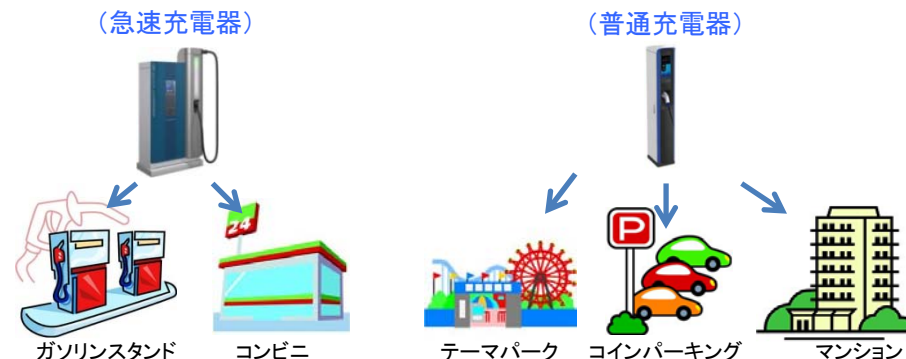 （急速充電器）
（普通充電器）
24
P
ガソリンスタンド
コンビニ
テーマパーク
コインパーキング
マンション